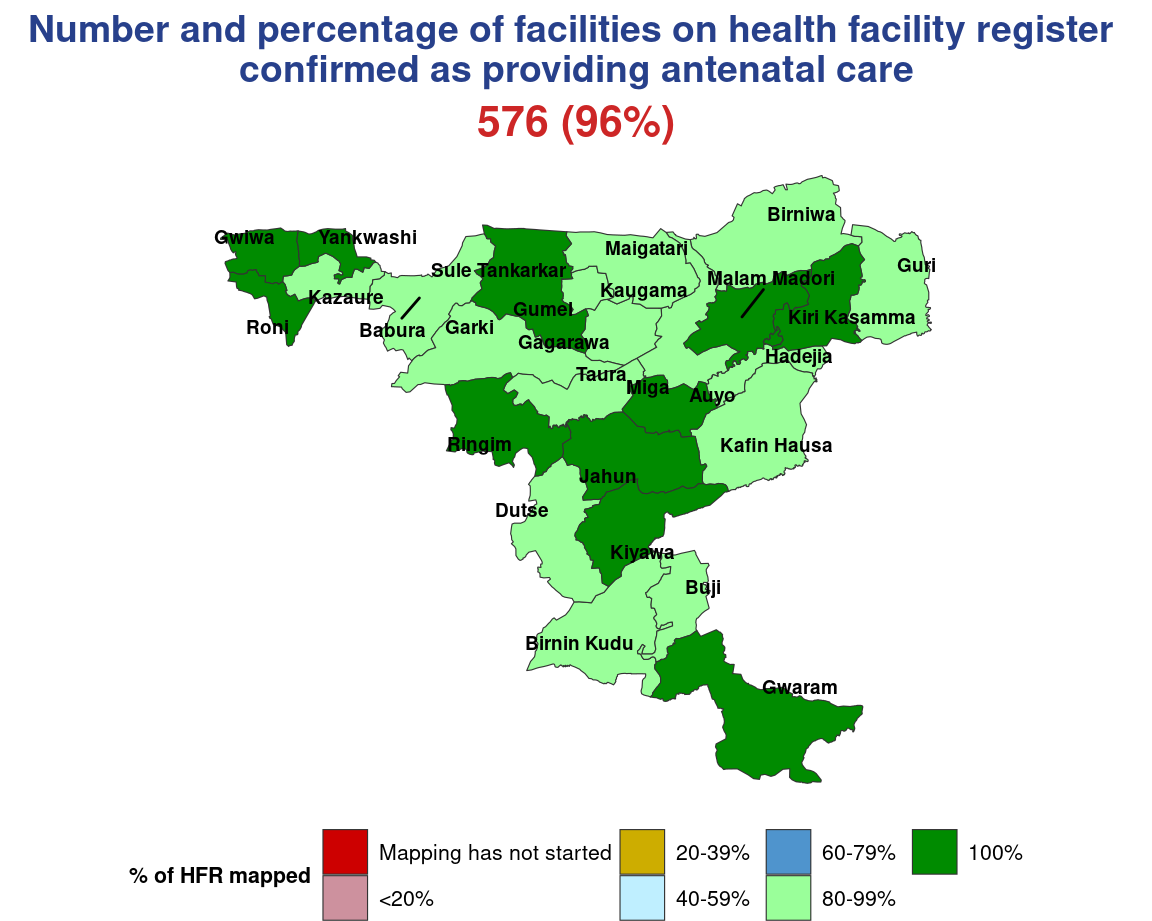 Number and percentage of facilities on health facility register
confirmed as providing antenatal care
576 (96%)
Birniwa
Gwiwa
Yankwashi
Maigatari
Guri
Sule Tankarkar
Malam Madori
Kaugama
Kazaure
Gumel
Kiri Kasamma
Roni
Babura
Garki
Gagarawa
Hadejia
Taura
Miga
Auyo
Ringim
Kafin Hausa
Jahun
Dutse
Kiyawa
Buji
Birnin Kudu
Gwaram
% of HFR mapped
Mapping has not started
<20%
20-39%
40-59%
60-79%
80-99%
100%